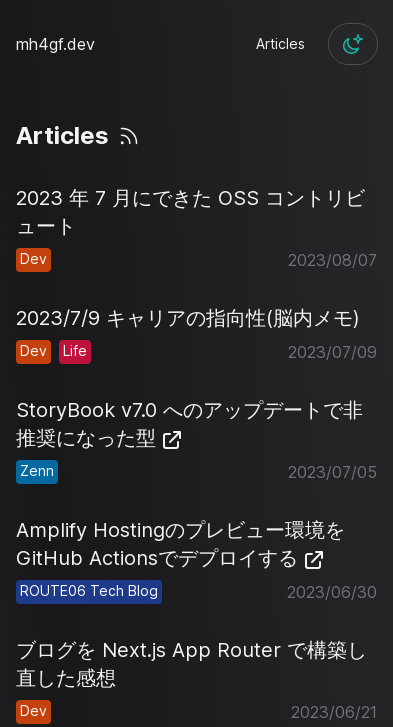 mh4gf.dev
Articles
Articles
2023 年 7 月にできた OSS コントリビ
ュート
Dev
2023/08/07
2023/7/9 キャリアの指向性(脳内メモ)
Dev Life
2023/07/09
StoryBook v7.0 へのアップデートで非
推奨になった型
Zenn
2023/07/05
Amplify Hostingのプレビュー環境を
GitHub Actionsでデプロイする
ROUTE06 Tech Blog
2023/06/30
ブログを Next.js App Router で構築し
直した感想
Dev
2023/06/21